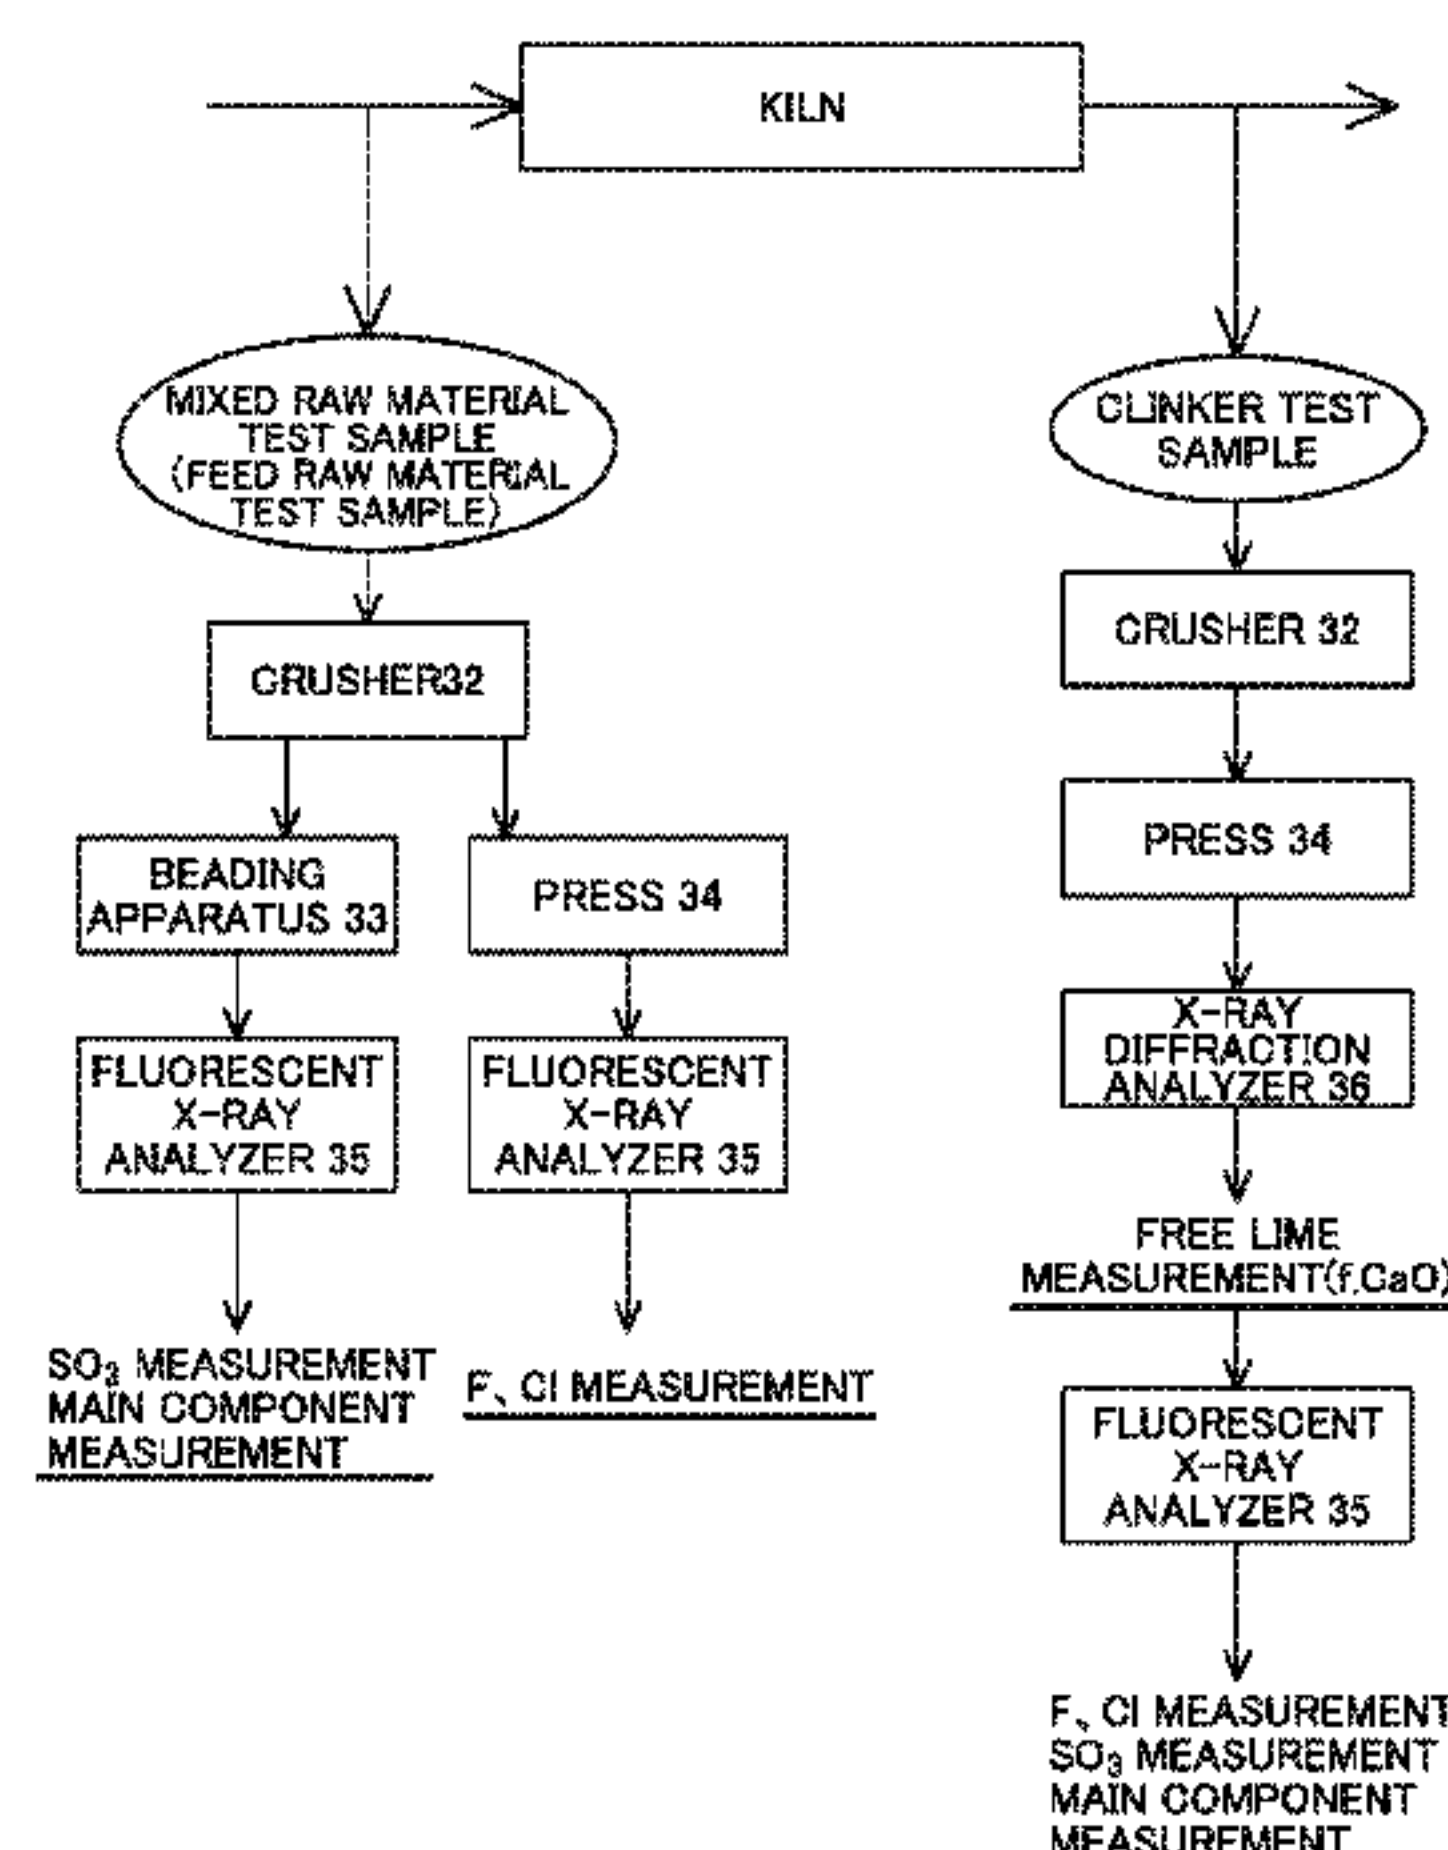 KILN
MIXED RAW MATERIAL
TEST SAMPLE
(FEED RAW MATERIAL
TEST SAMPLE)
CRUSHER32
BEADING
APPARATUS 33
PRESS 34
FLUORESCENT
X-RAY
ANALYZER 35
FLUORESCENT
X-RAY
ANALYZER 35
SO₃ MEASUREMENT
MAIN COMPONENT
MEASUREMENT
F、Cl MEASUREMENT
CLINKER TEST
SAMPLE
CRUSHER 32
PRESS 34
X-RAY
DIFFRACTION
ANALYZER 36
FREE LIME
MEASUREMENT(f.CaO)
FLUORESCENT
X-RAY
ANALYZER 35
F、Cl MEASUREMENT
SO₃ MEASUREMENT
MAIN COMPONENT
MEASUREMENT